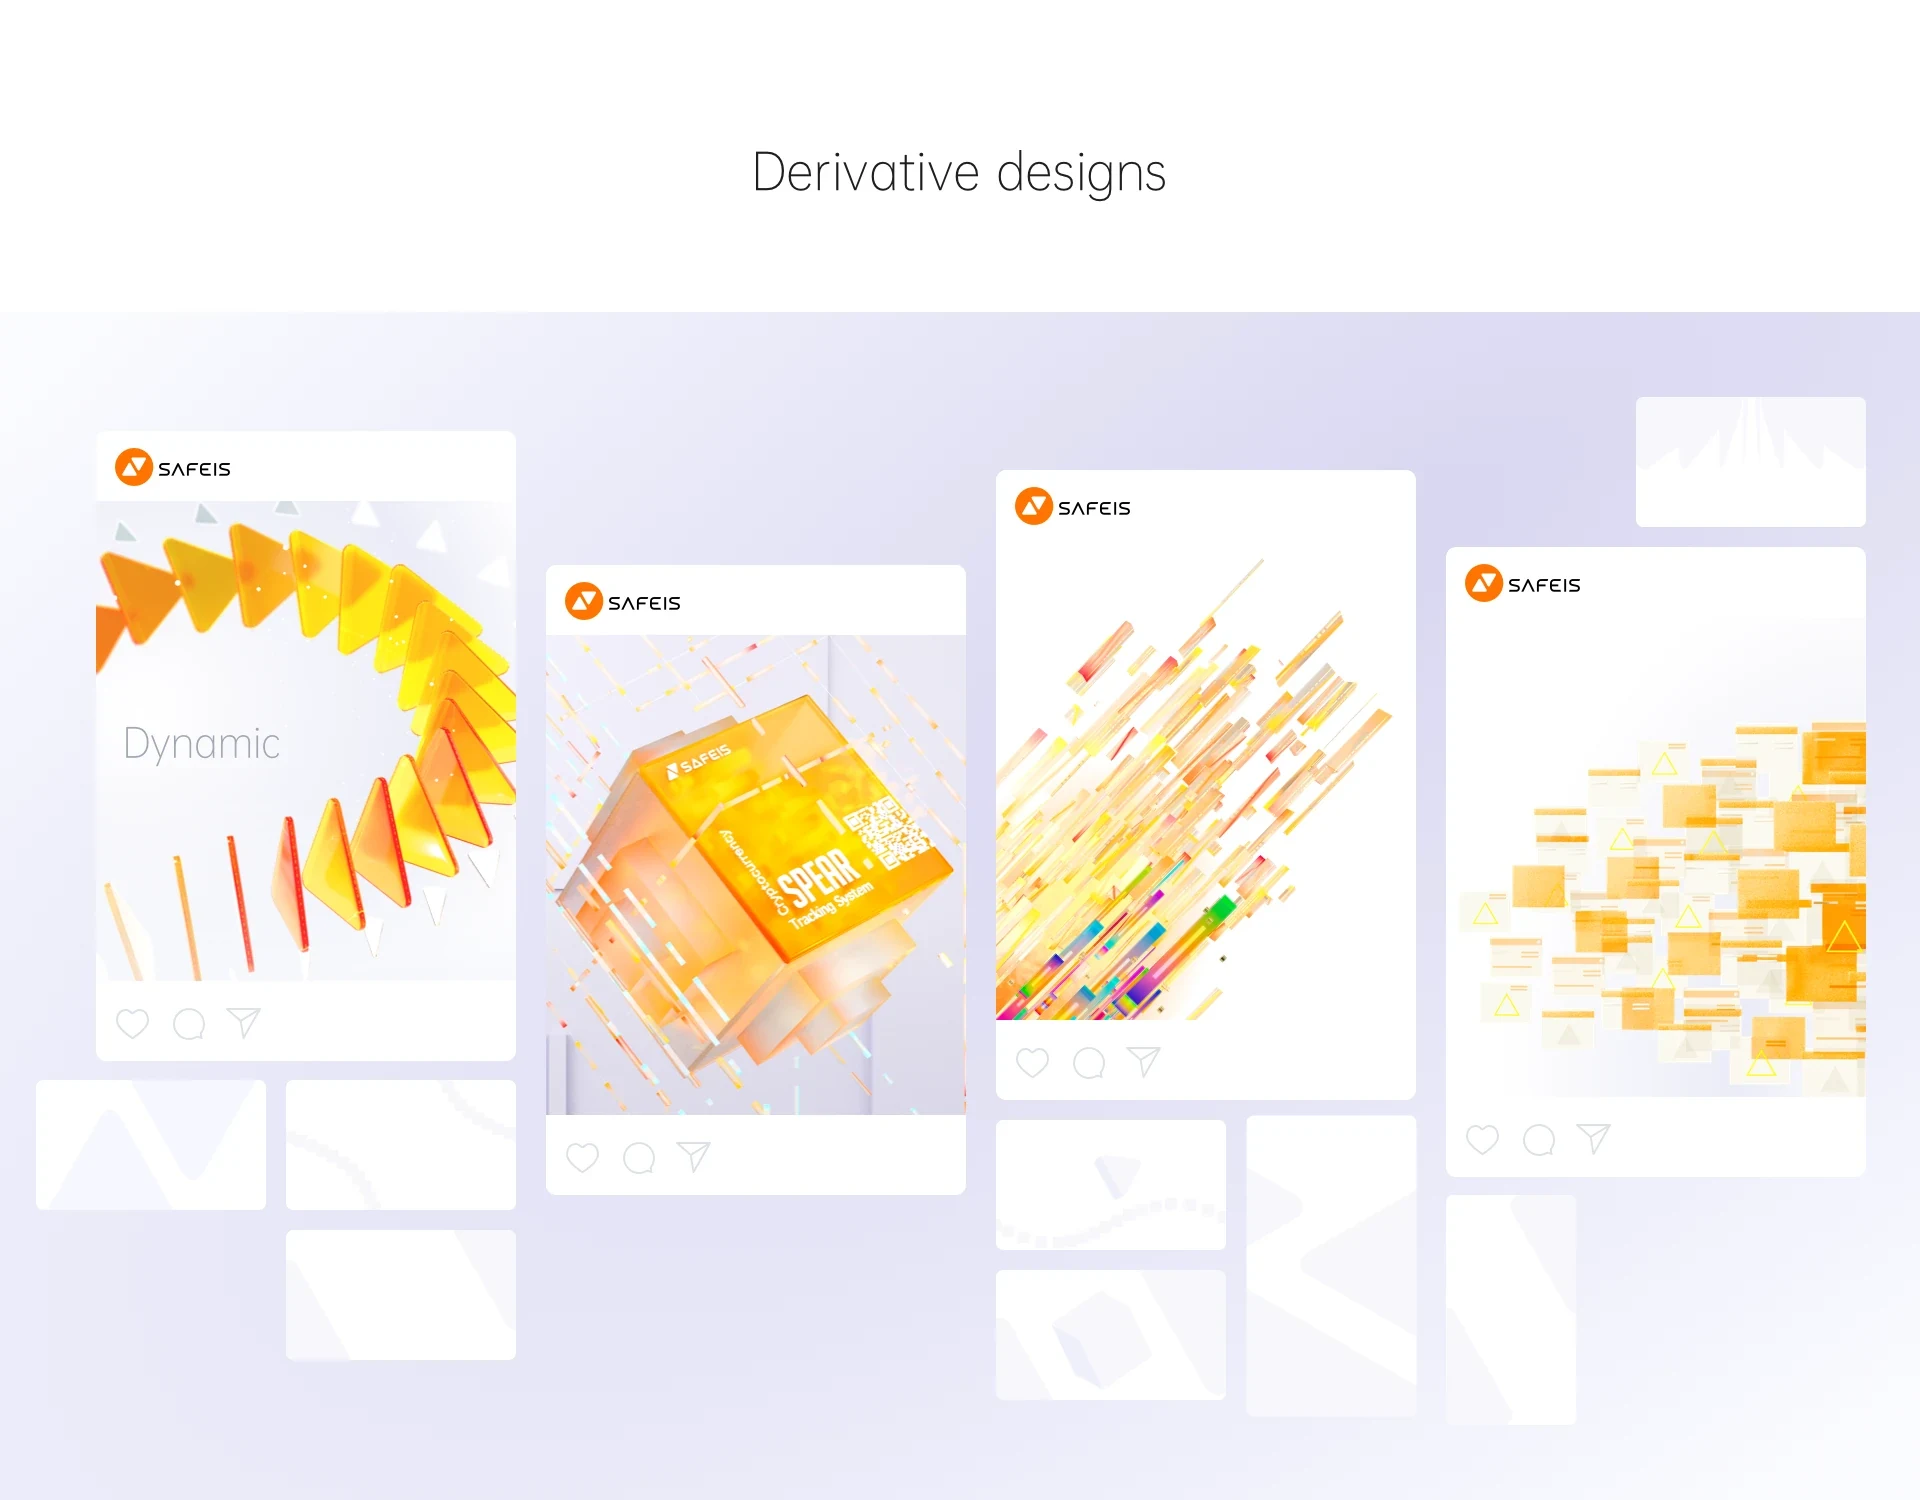 Derivative designs
SAFEIS
Dynamic
SAFEIS
SAFEIS
Cryptocurrency
SPEAR
Tracking System
SAFEIS
SAFEIS